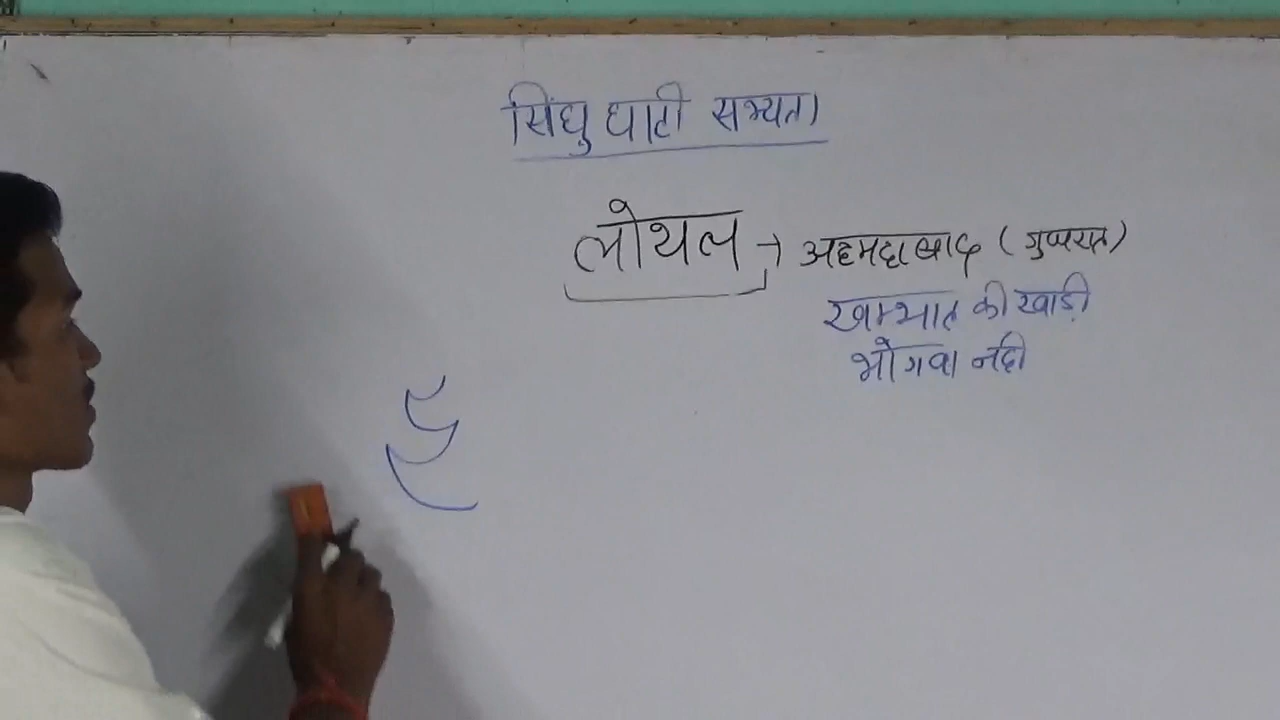 सिंधु घाटी सभ्यता
लोथल → अहमदाबाद (गुजरात)
खम्भात की खाड़ी
भोगवा नदी